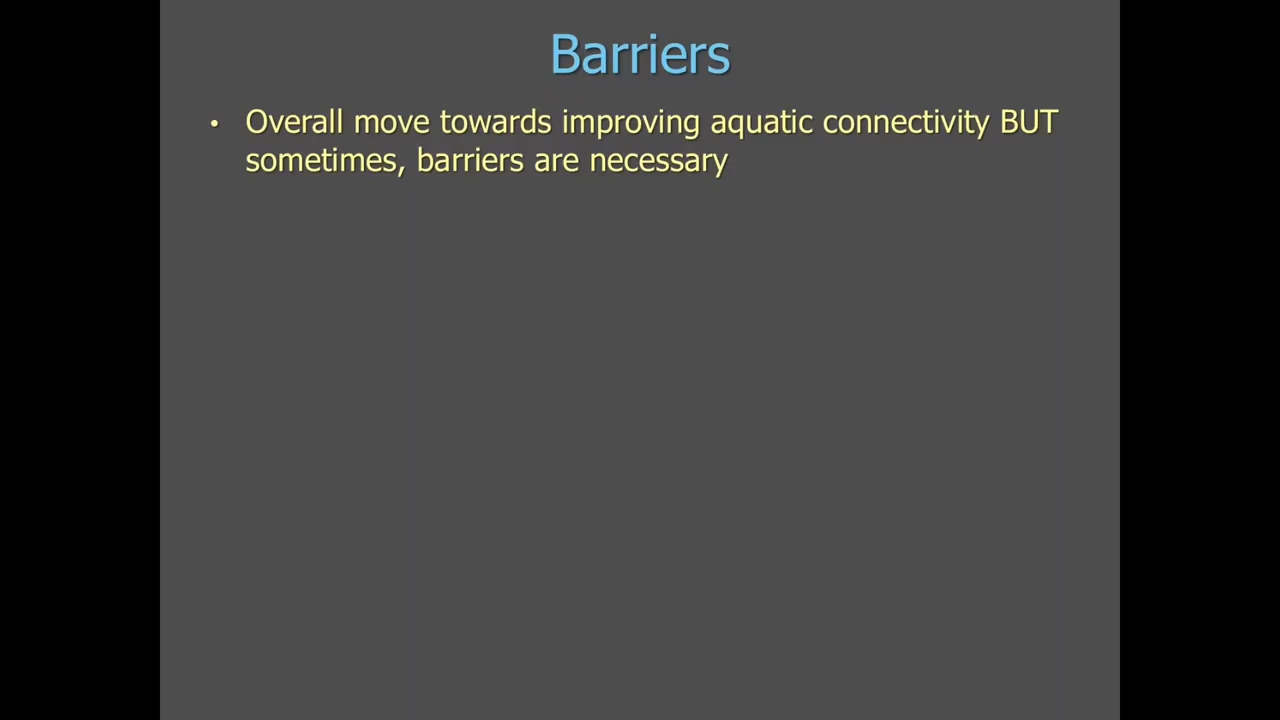 Barriers
• Overall move towards improving aquatic connectivity BUT
sometimes, barriers are necessary